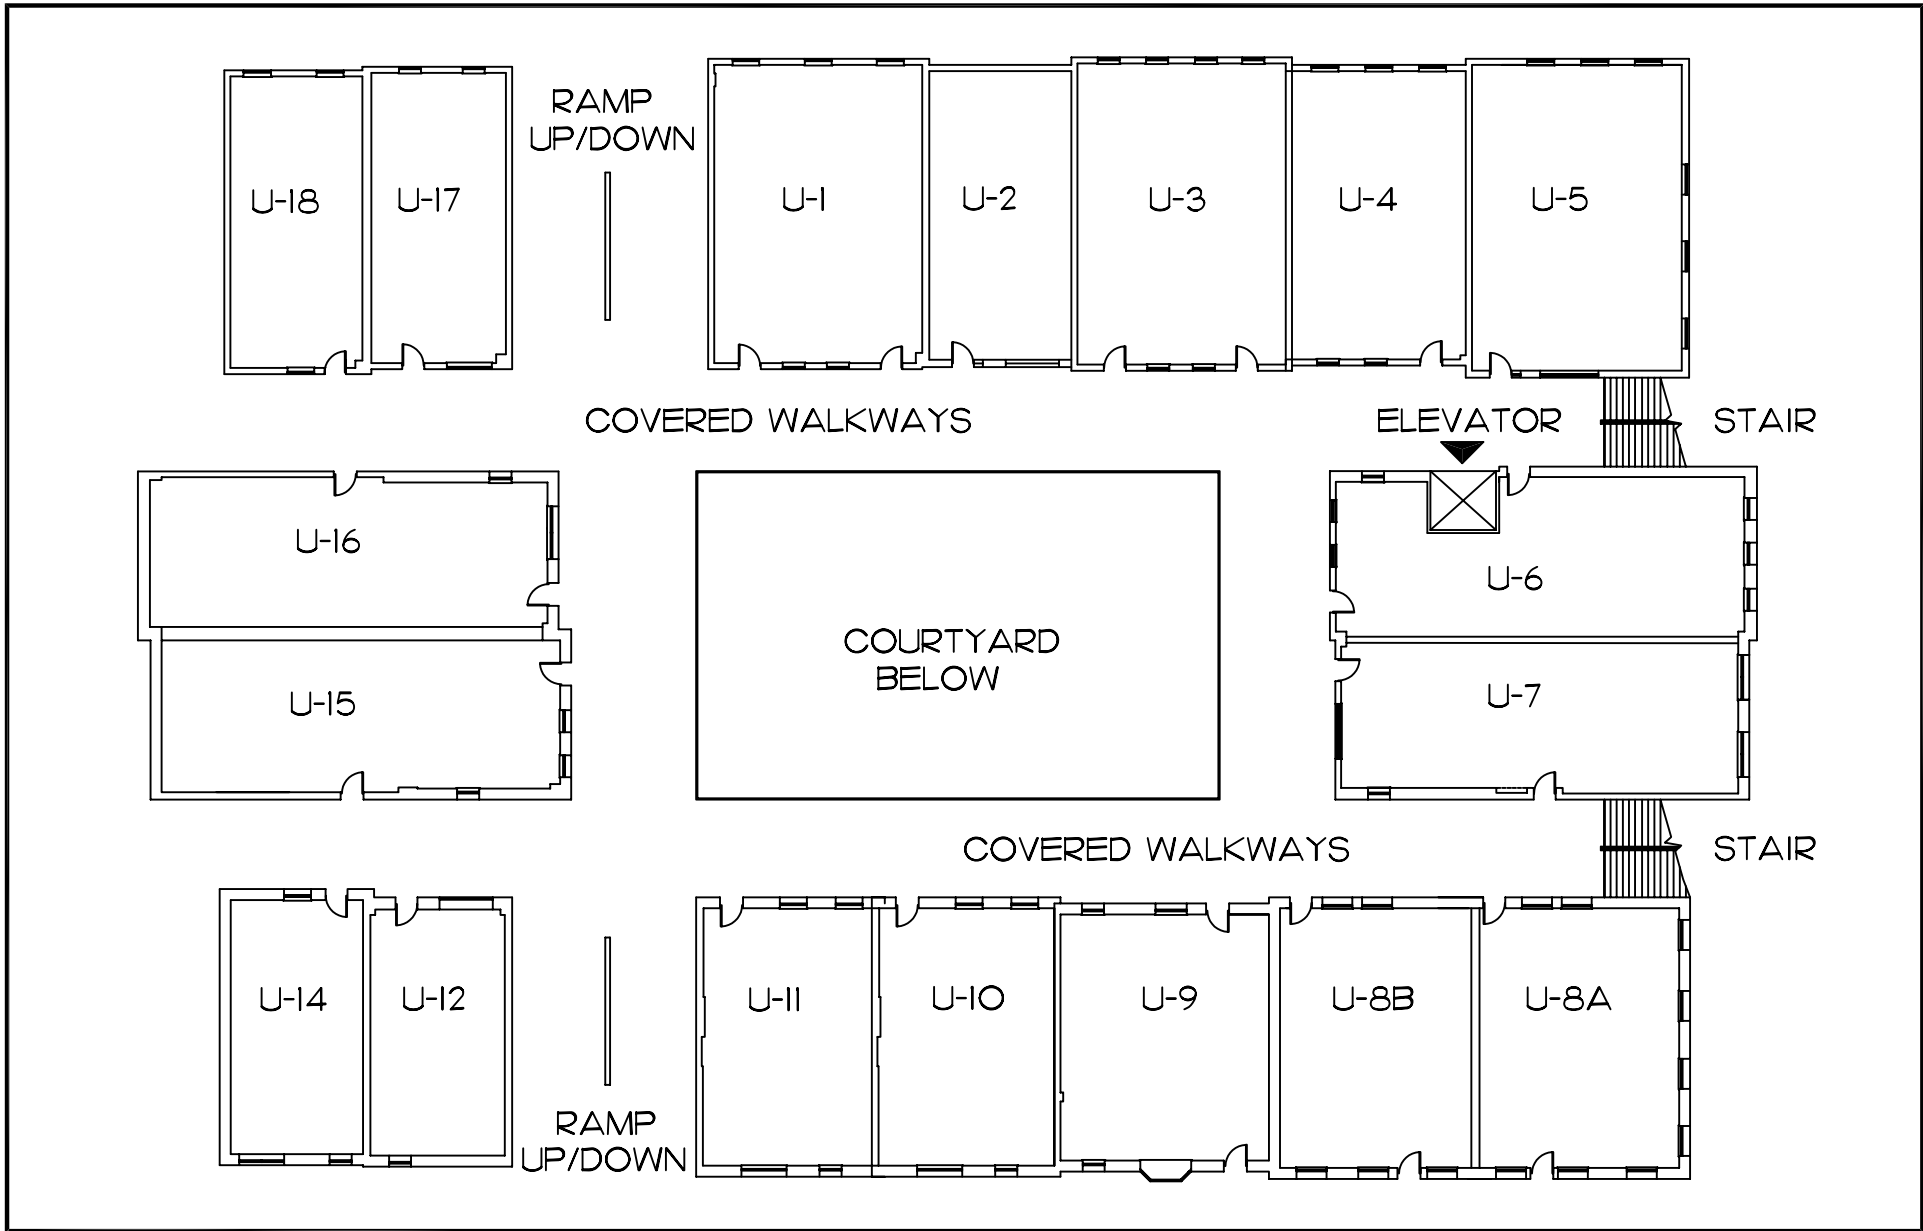 RAMP
UP/DOWN
U-18
U-17
U-1
U-2
U-3
U-4
U-5
COVERED WALKWAYS
ELEVATOR
STAIR
U-16
U-6
COURTYARD
BELOW
U-15
U-7
COVERED WALKWAYS
STAIR
U-14
U-12
U-11
U-10
U-9
U-8B
U-8A
RAMP
UP/DOWN